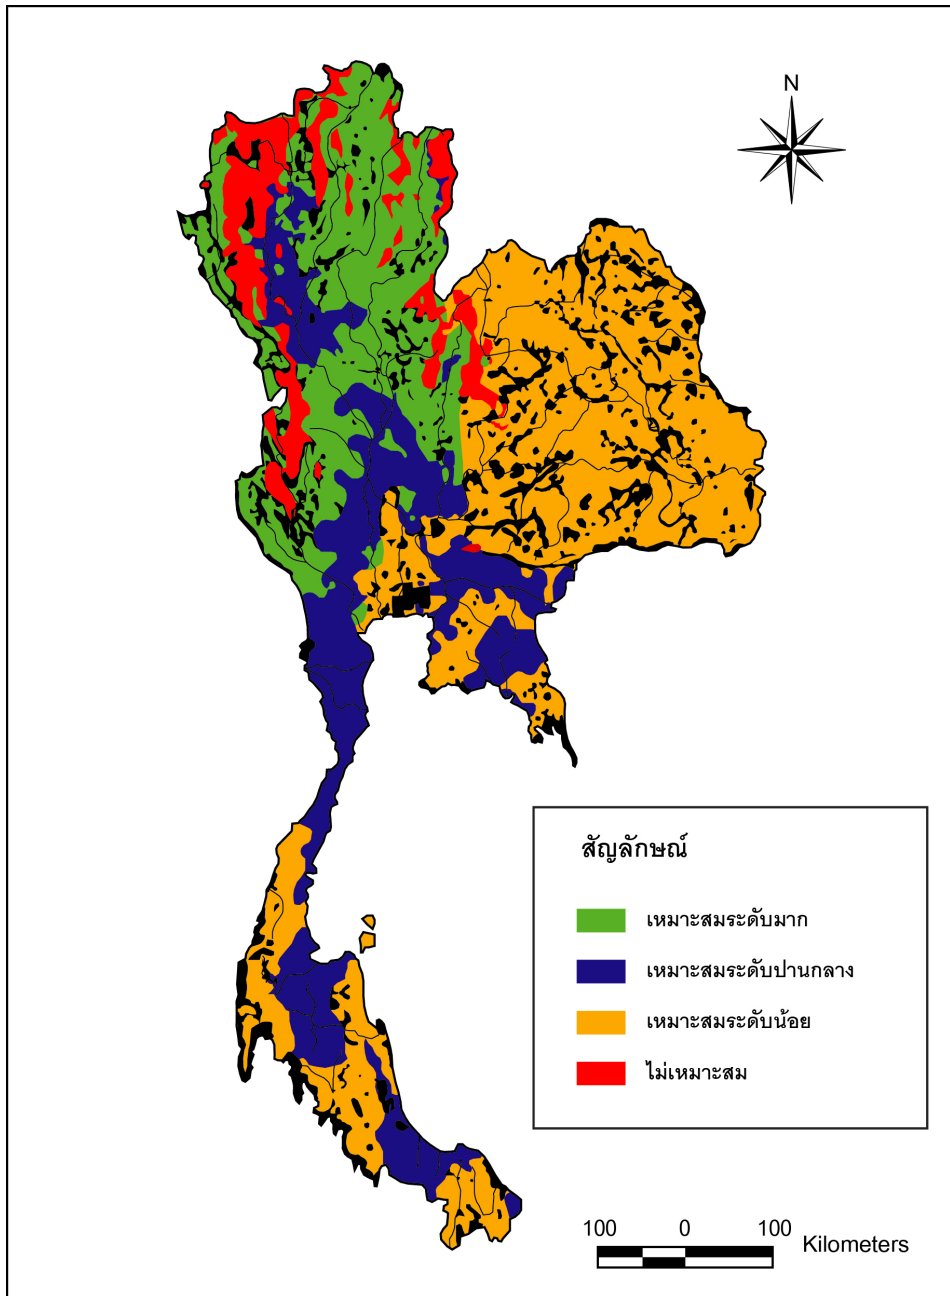 N
สัญลักษณ์
เหมาะสมระดับมาก
เหมาะสมระดับปานกลาง
เหมาะสมระดับน้อย
ไม่เหมาะสม
100 0 100 Kilometers